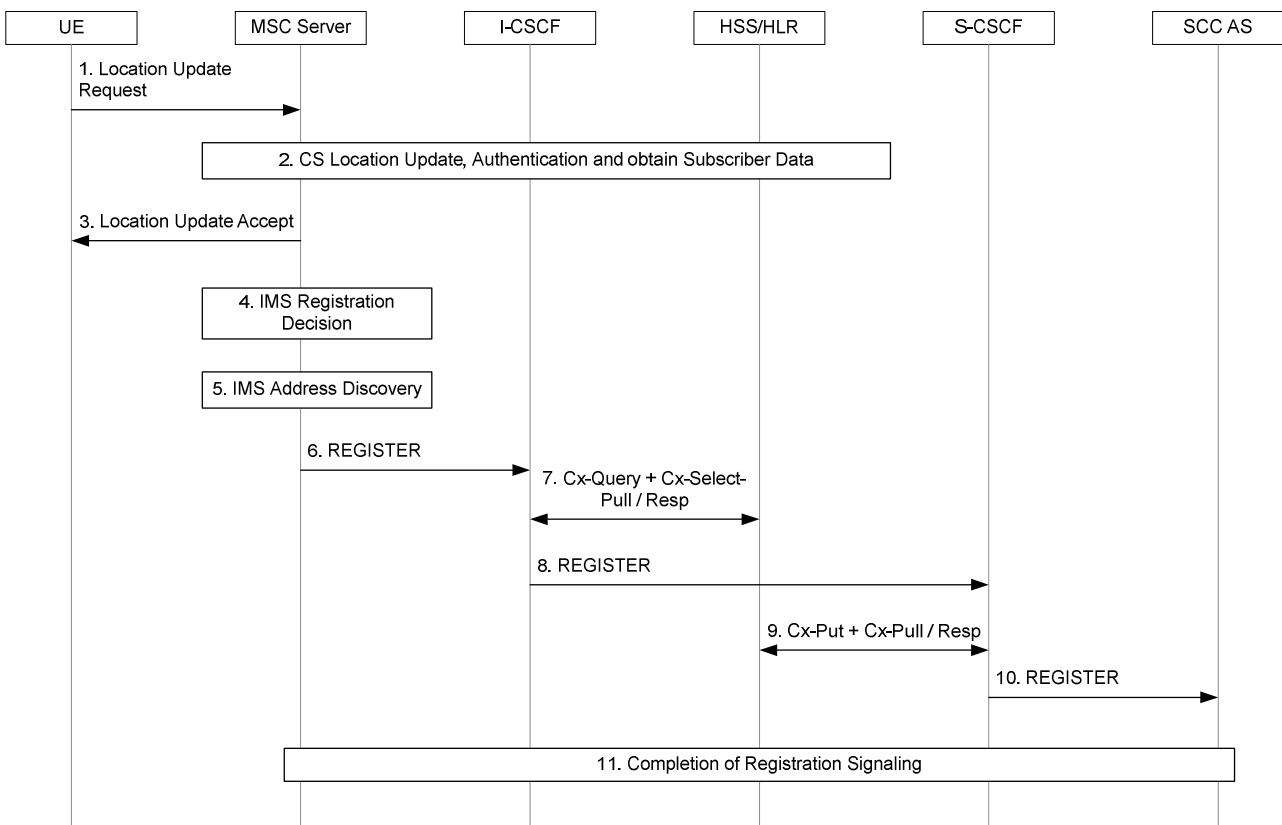 UE
MSC Server
I-CSCF
HSS/HLR
S-CSCF
SCC AS
1. Location Update
Request
2. CS Location Update, Authentication and obtain Subscriber Data
3. Location Update Accept
4. IMS Registration
Decision
5. IMS Address Discovery
6. REGISTER
7. Cx-Query + Cx-Select-
Pull / Resp
8. REGISTER
9. Cx-Put + Cx-Pull / Resp
10. REGISTER
11. Completion of Registration Signaling